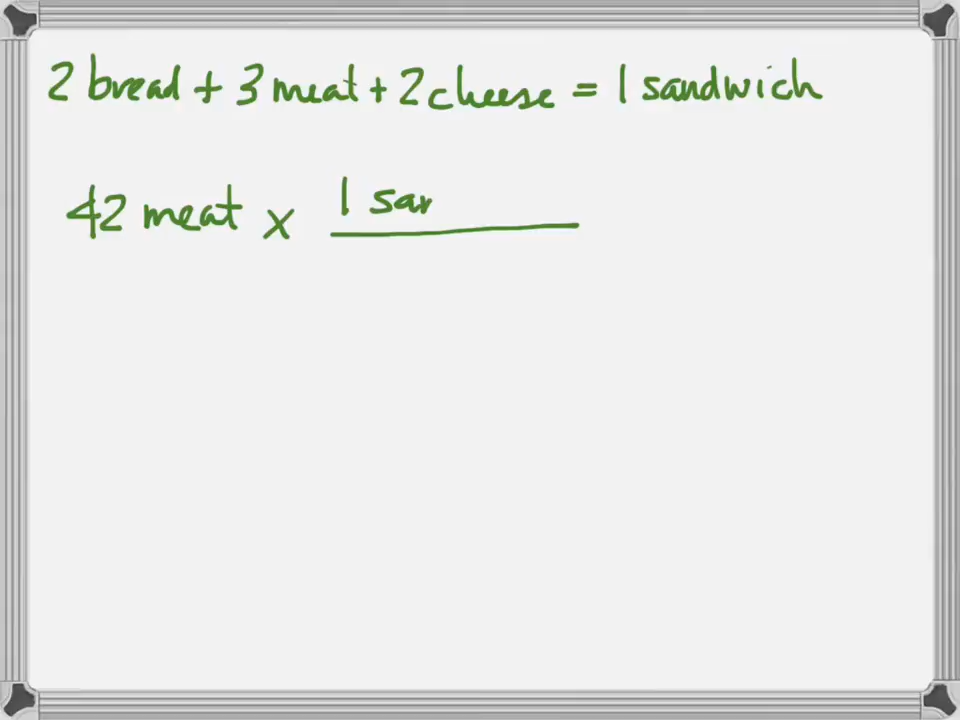 2 bread + 3 meat + 2 cheese = 1 sandwich
42 meat x 1 san